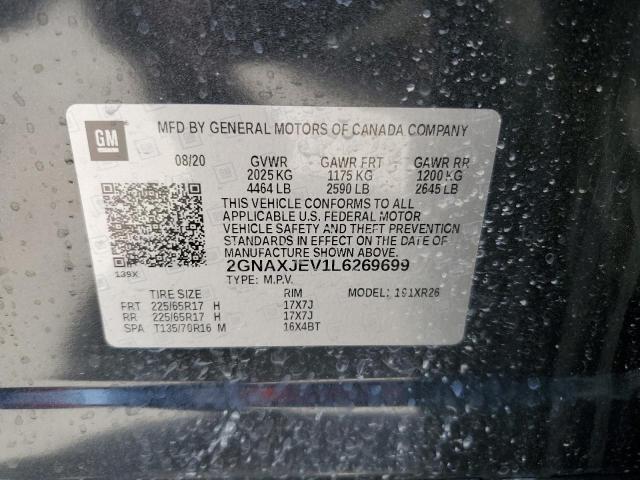 GM
MFD BY GENERAL MOTORS OF CANADA COMPANY
08/20 GVWR GAWR FRT GAWR RR
2025 KG 1175 KG 1200 KG
4464 LB 2590 LB 2645 LB
THIS VEHICLE CONFORMS TO ALL
APPLICABLE U.S. FEDERAL MOTOR
VEHICLE SAFETY AND THEFT PREVENTION
STANDARDS IN EFFECT ON THE DATE OF
MANUFACTURE SHOWN ABOVE.
2GNAXJEV1L6269699
139X TYPE: M.P.V.
TIRE SIZE RIM MODEL: 191XR26
FRT 225/65R17 H 17X7J
RR 225/65R17 H 17X7J
SPA T135/70R16 M 16X4BT